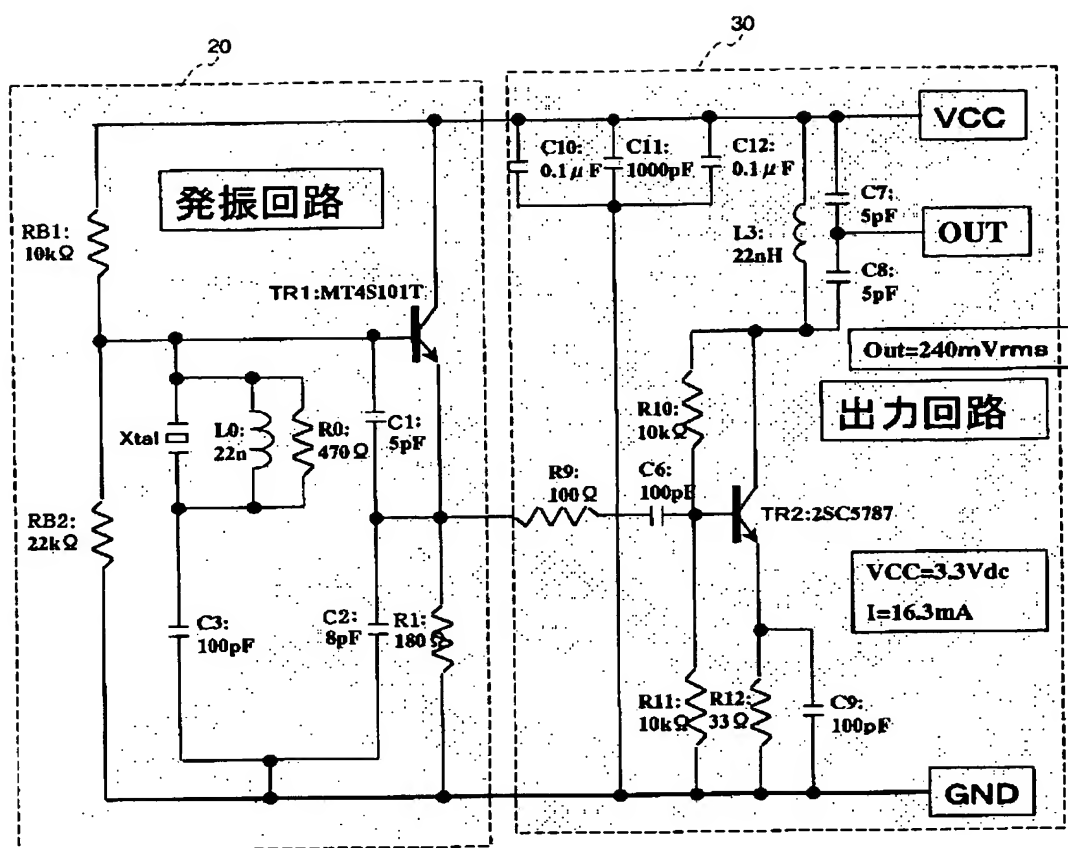 20
30
VCC
C10:
0.1μF
C11:
1000pF
C12:
0.1μF
C7:
5pF
発振回路
RB1:
10kΩ
L3:
22nH
OUT
C8:
5pF
TR1:MT4S101T
Out=240mVrms
R10:
10kΩ
出力回路
Xtal
L0:
22n
R0:
470Ω
C1:
5pF
R9:
100Ω
C6:
100pF
TR2:2SC5787
RB2:
22kΩ
VCC=3.3Vdc
I=16.3mA
C3:
100pF
C2:
8pF
R1:
180Ω
R11:
10kΩ
R12:
33Ω
C9:
100pF
GND